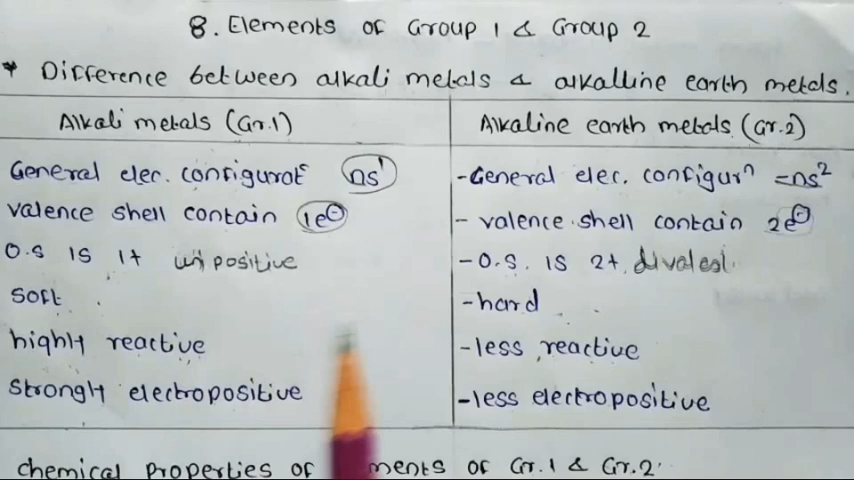 8. Elements of Group 1 & Group 2
* Difference between alkali metals & alkalline earth metals.
Alkali metals (Gr.1)
General elec. configuratⁿ ns¹
valence shell contain 1e⊖
O.S is 1+ uni positive
Soft
highly reactive
Strongly electropositive
Alkaline earth metals (Gr.2)
- General elec. configurⁿ = ns²
- valence shell contain 2e⊖
- O.S. is 2+
- hard
- less reactive
- less electropositive
chemical properties of ments of Gr.1 & Gr.2